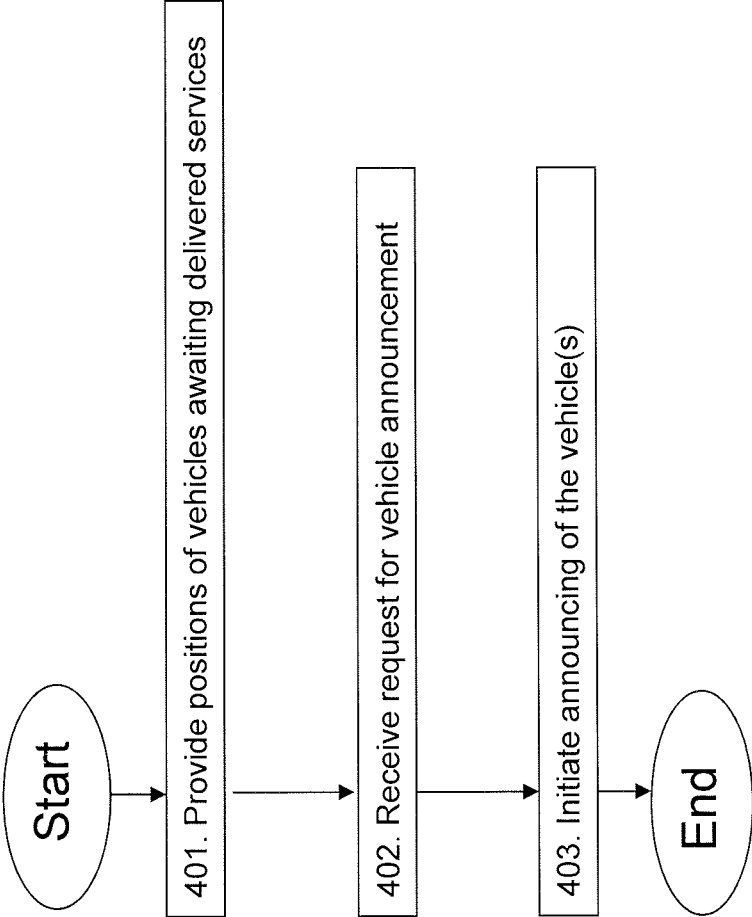 Start
401. Provide positions of vehicles awaiting delivered services
402. Receive request for vehicle announcement
403. Initiate announcing of the vehicle(s)
End